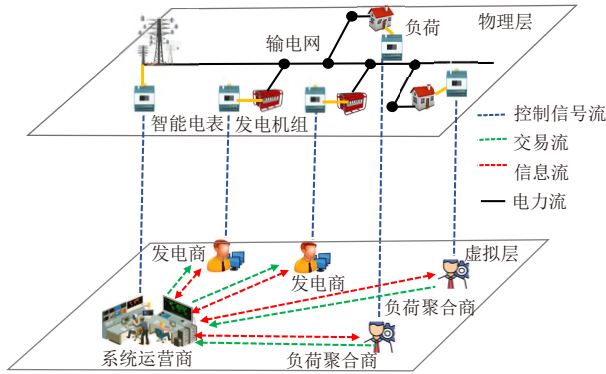 物理层
负荷
输电网
智能电表
发电机组
控制信号流
交易流
信息流
电力流
虚拟层
发电商
发电商
负荷聚合商
系统运营商
负荷聚合商